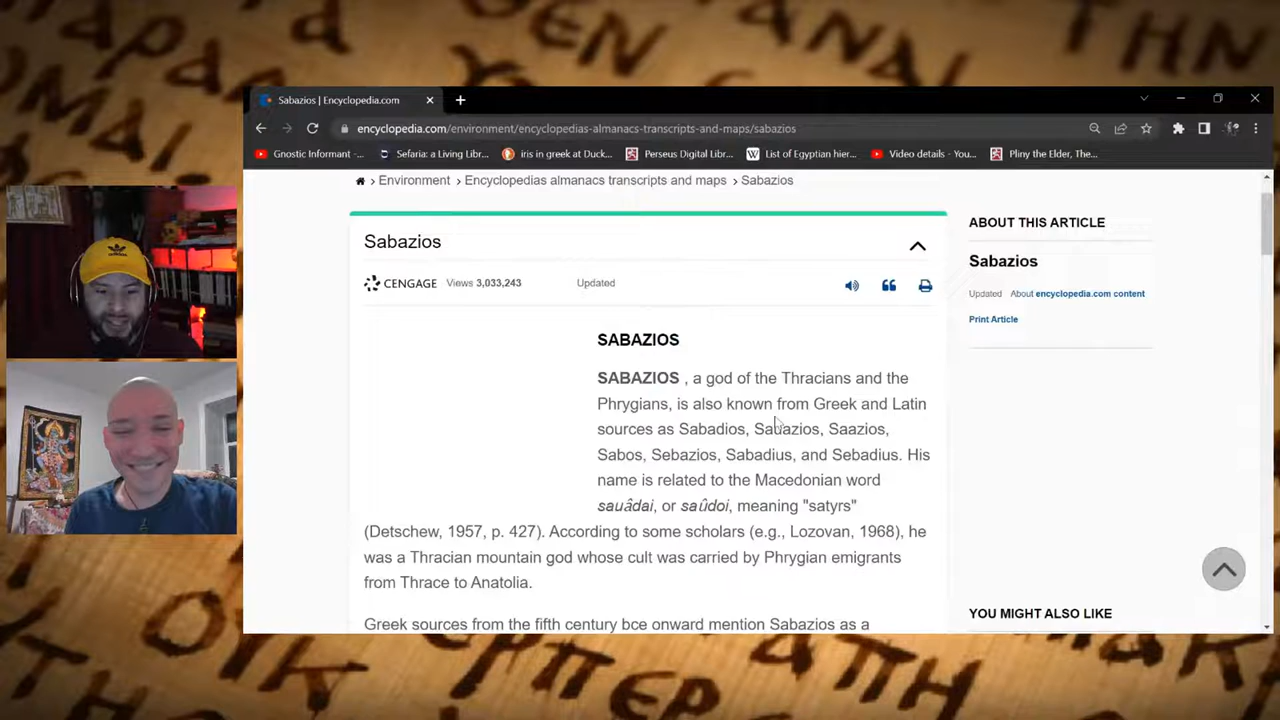 Sabazios | Encyclopedia.com
encyclopedia.com/environment/encyclopedias-almanacs-transcripts-and-maps/sabazios
Gnostic Informant -... Sefaria: a Living Libr... iris in greek at Duck... Perseus Digital Libr... List of Egyptian hier... Video details - You... Pliny the Elder, The...
> Environment > Encyclopedias almanacs transcripts and maps > Sabazios
Sabazios
CENGAGE Views 3,033,243 Updated
SABAZIOS
SABAZIOS , a god of the Thracians and the
Phrygians, is also known from Greek and Latin
sources as Sabadios, Sauazios, Saazios,
Sabos, Sebazios, Sabadius, and Sebadius. His
name is related to the Macedonian word
sauâdai, or saûdoi, meaning "satyrs"
(Detschew, 1957, p. 427). According to some scholars (e.g., Lozovan, 1968), he
was a Thracian mountain god whose cult was carried by Phrygian emigrants
from Thrace to Anatolia.
Greek sources from the fifth century bce onward mention Sabazios as a
ABOUT THIS ARTICLE
Sabazios
Updated About encyclopedia.com content
Print Article
YOU MIGHT ALSO LIKE